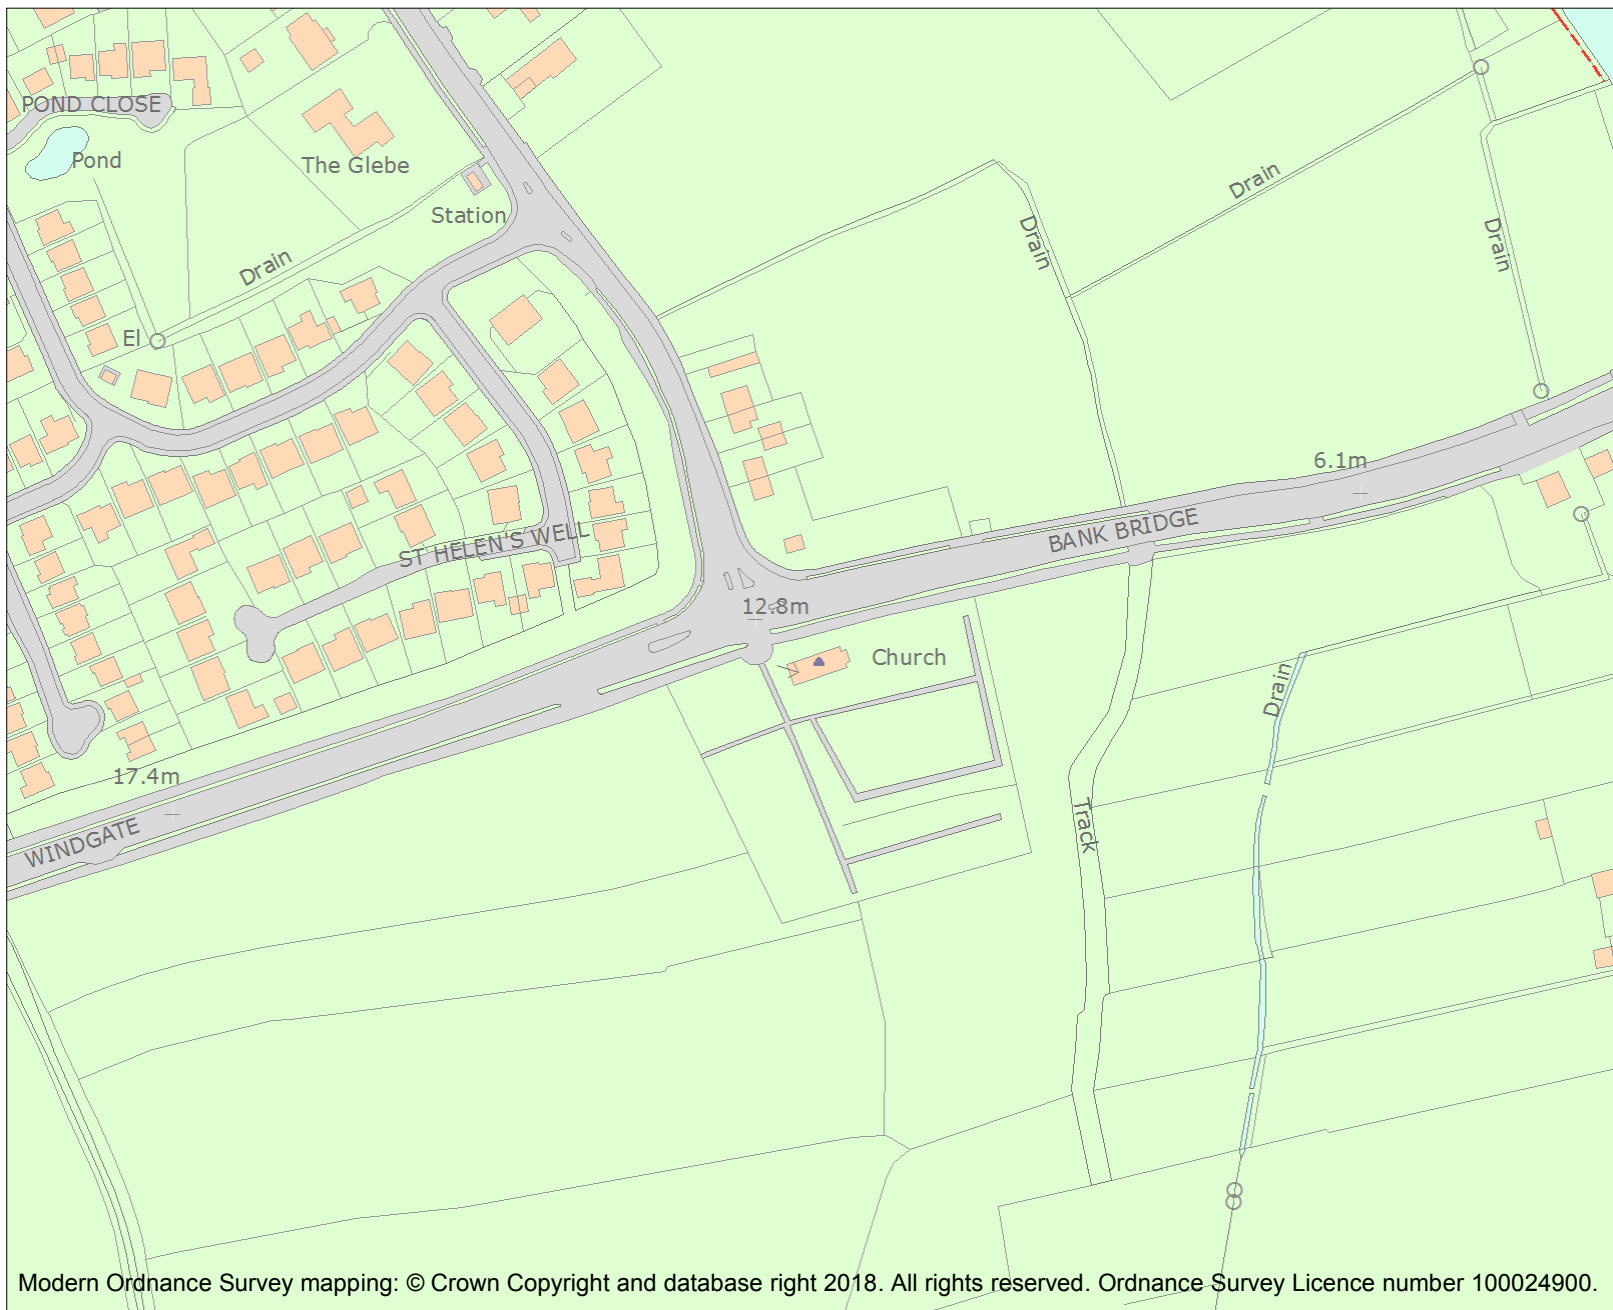 POND CLOSE
Pond
The Glebe
Station
Drain
Drain
Drain
Drain
El
6.1m
BANK BRIDGE
ST HELEN'S WELL
12.8m
Church
Drain
17.4m
WINDGATE
Track
Modern Ordnance Survey mapping: © Crown Copyright and database right 2018. All rights reserved. Ordnance Survey Licence number 100024900.